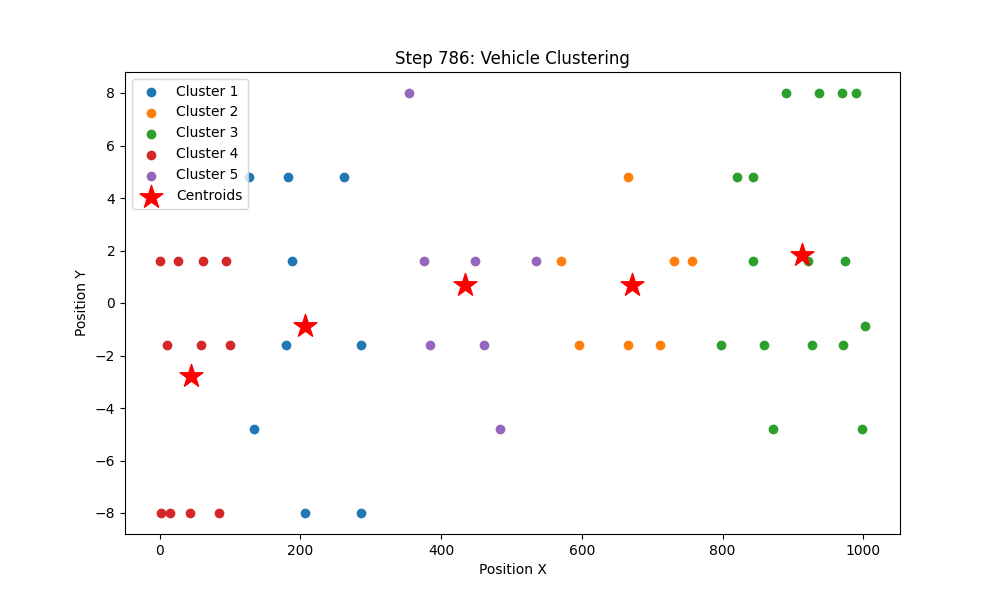 Step 786: Vehicle Clustering
Cluster 1
Cluster 2
Cluster 3
Cluster 4
Cluster 5
Centroids
8
6
4
2
0
−2
−4
−6
−8
Position Y
0
200
400
600
800
1000
Position X